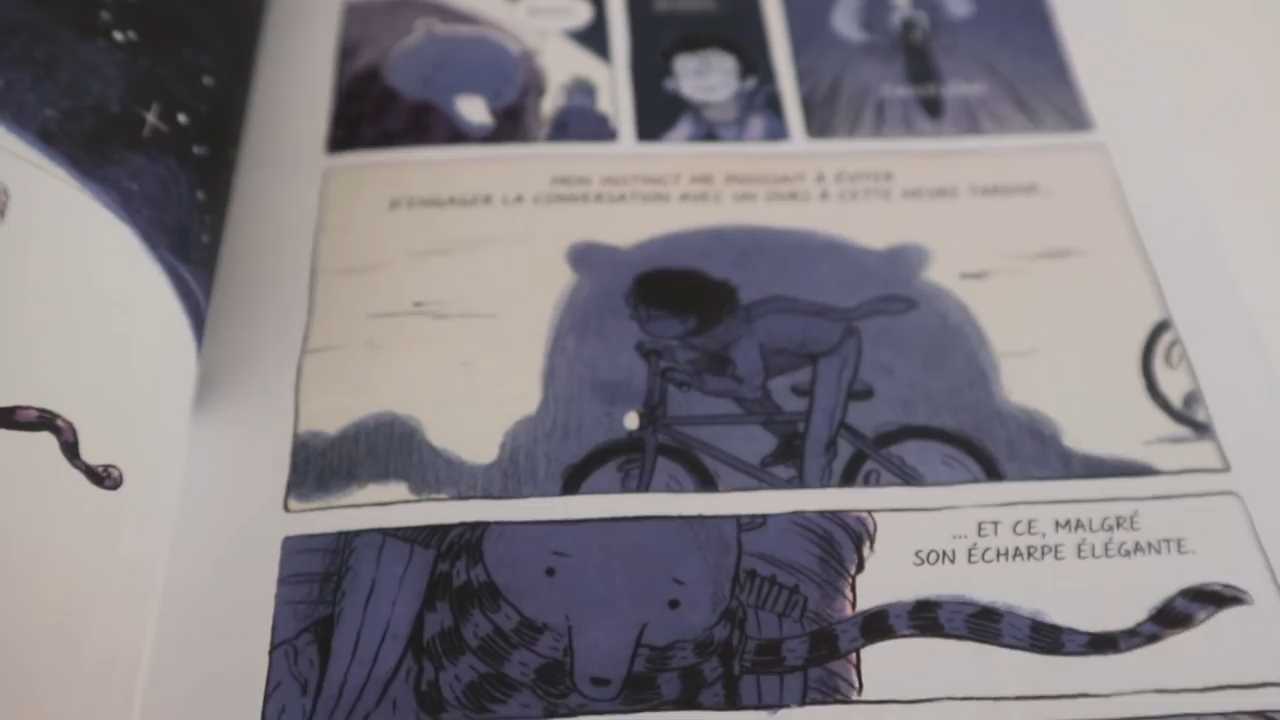 MON INSTINCT ME POUSSAIT À ÉVITER
D'ENGAGER LA CONVERSATION AVEC UN OURS À CETTE HEURE TARDIVE...
... ET CE, MALGRÉ
SON ÉCHARPE ÉLÉGANTE.